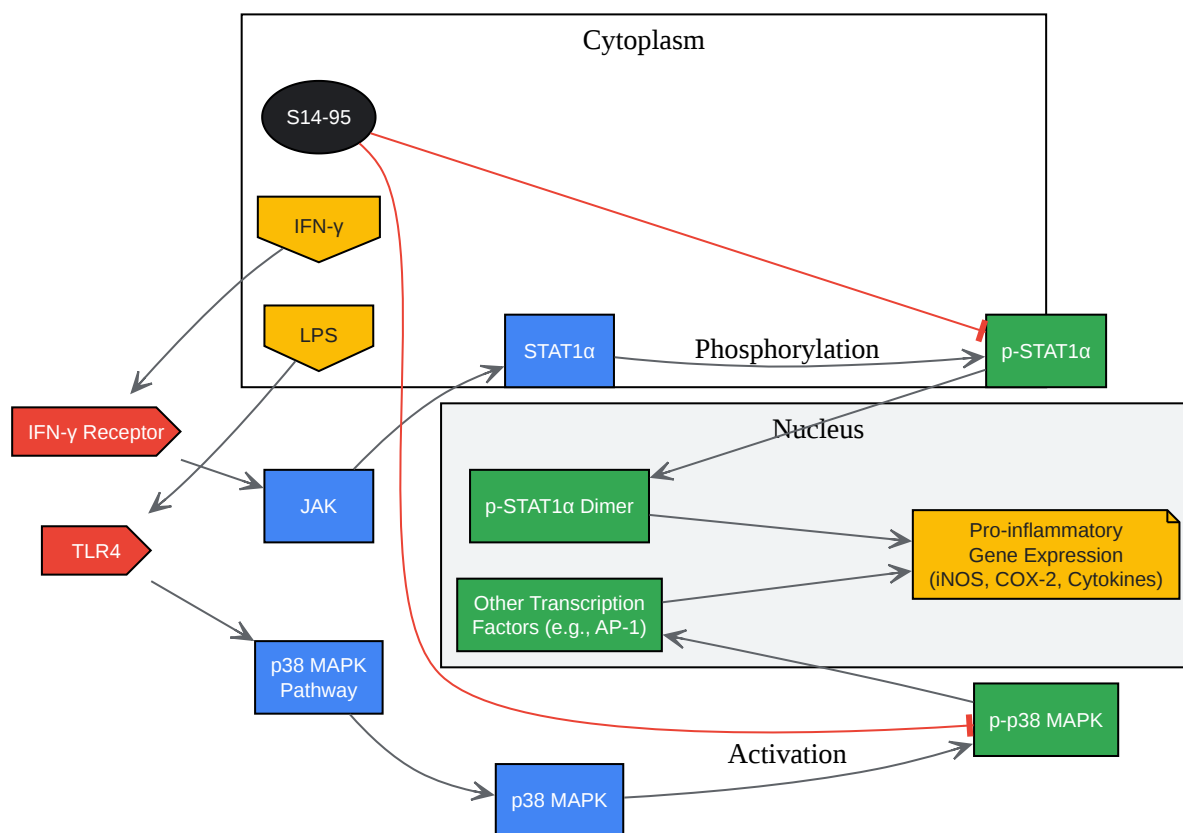 Cytoplasm
S14-95
IFN-γ
LPS
STAT1α
Phosphorylation
p-STAT1α
IFN-γ Receptor
Nucleus
JAK
p-STAT1α Dimer
TLR4
Pro-inflammatory
Gene Expression
(iNOS, COX-2, Cytokines)
Other Transcription
Factors (e.g., AP-1)
p38 MAPK
Pathway
p-p38 MAPK
Activation
p38 MAPK